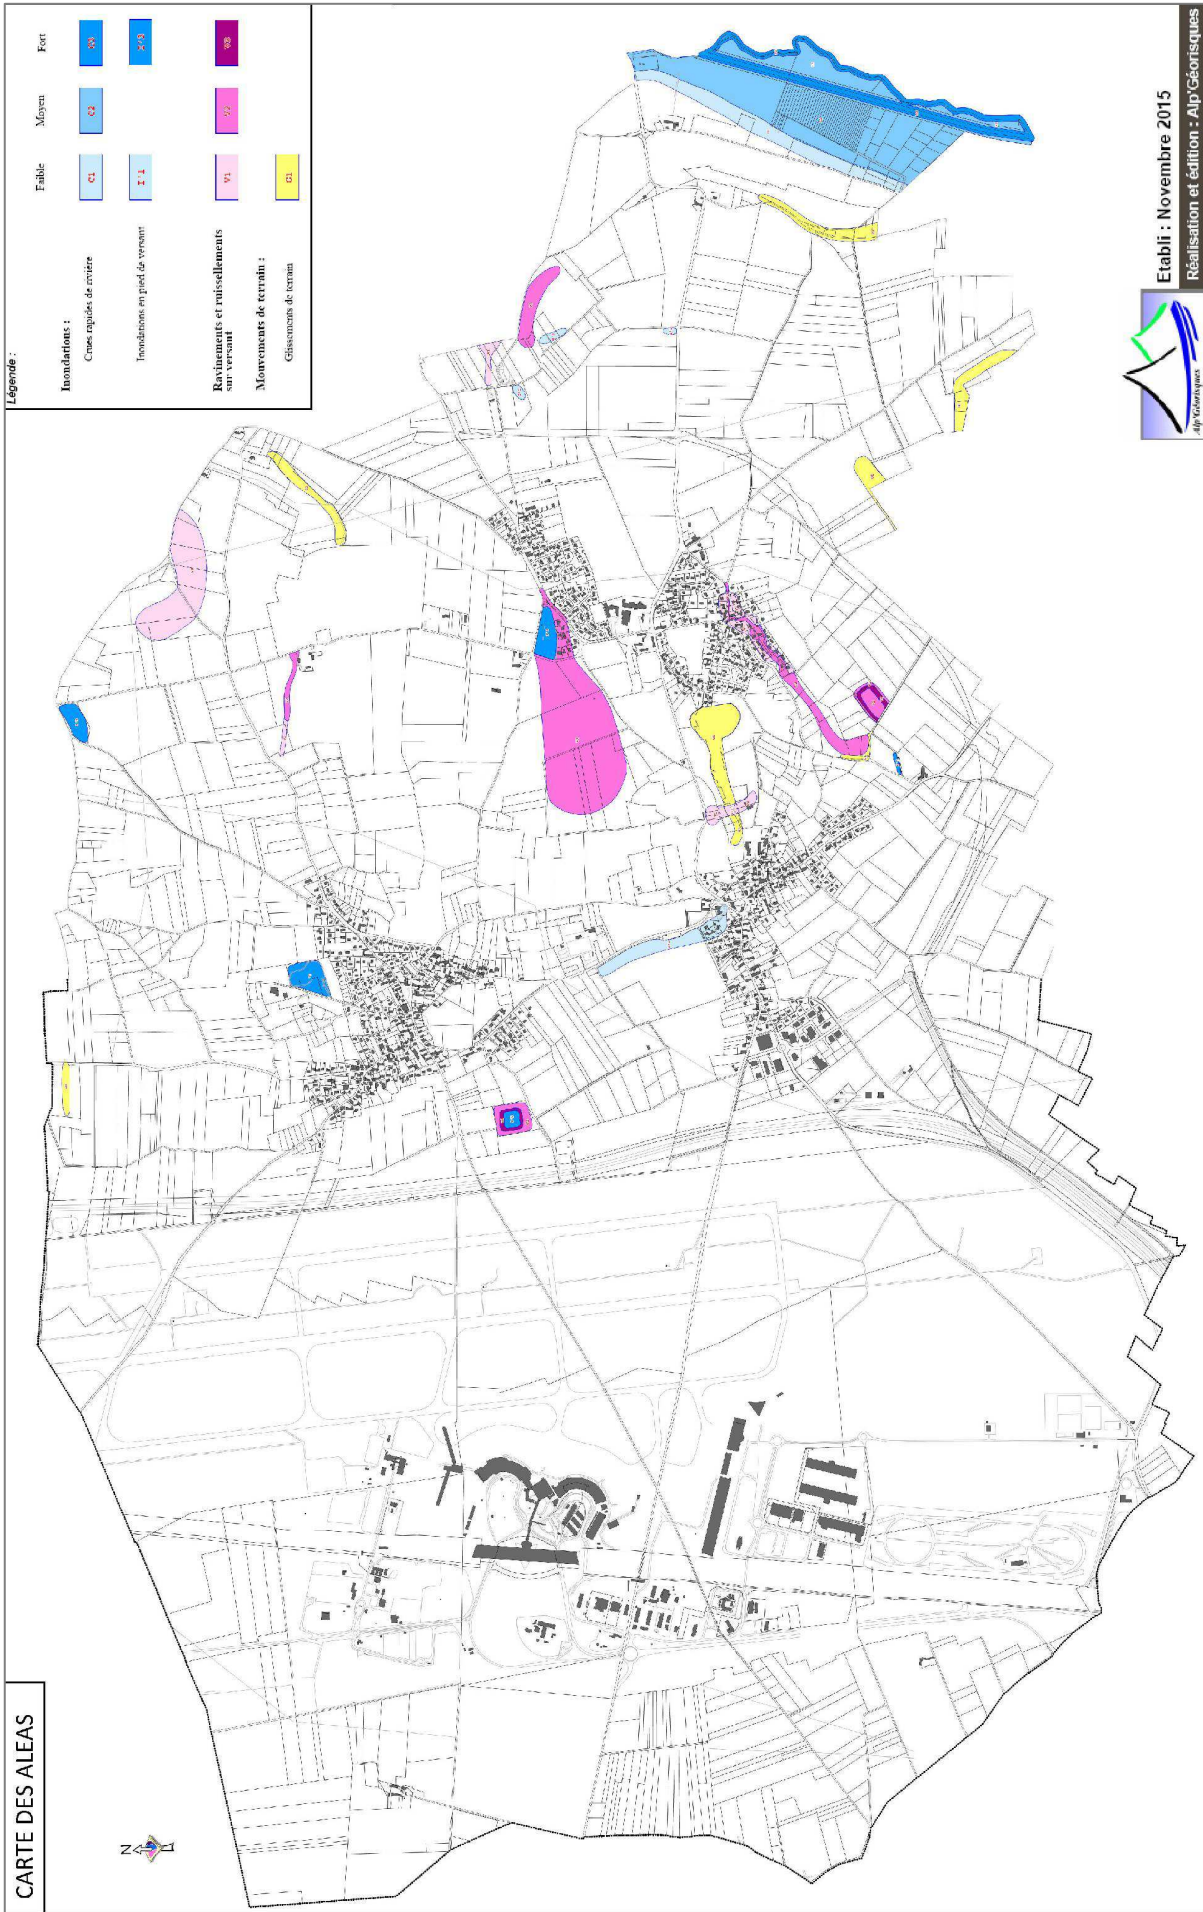 CARTE DES ALEAS
N
Légende :
Faible
Moyen
Fort
Inondations :
Crues rapides de rivière
C1
C2
Inondations en pied de versant
I'1
I'3
Ravinements et ruissellements
sur versant
V1
V2
V3
Mouvements de terrain :
Glissements de terrain
G1
Etabli : Novembre 2015
Réalisation et édition : Alp'Géorisques
Alp'Géorisques